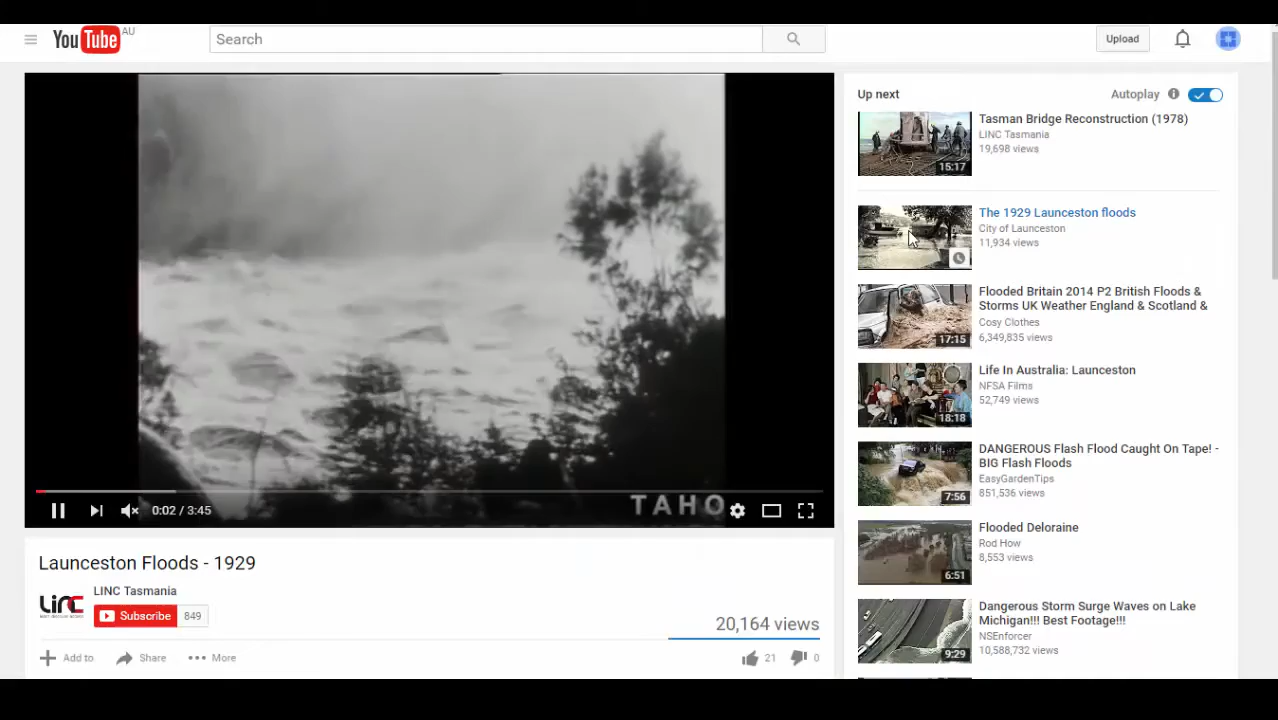 YouTube AU
Search
Upload
TAHO
0:02 / 3:45
Launceston Floods - 1929
LINC Tasmania
LINC
Subscribe 849
20,164 views
Add to Share More
21 0
Up next Autoplay
Tasman Bridge Reconstruction (1978)
LINC Tasmania
19,698 views
15:17
The 1929 Launceston floods
City of Launceston
11,934 views
Flooded Britain 2014 P2 British Floods &
Storms UK Weather England & Scotland &
Cosy Clothes
6,349,835 views
17:15
Life In Australia: Launceston
NFSA Films
52,749 views
18:18
DANGEROUS Flash Flood Caught On Tape! -
BIG Flash Floods
EasyGardenTips
851,536 views
7:56
Flooded Deloraine
Rod How
8,553 views
6:51
Dangerous Storm Surge Waves on Lake
Michigan!!! Best Footage!!!
NSEnforcer
10,588,732 views
9:29